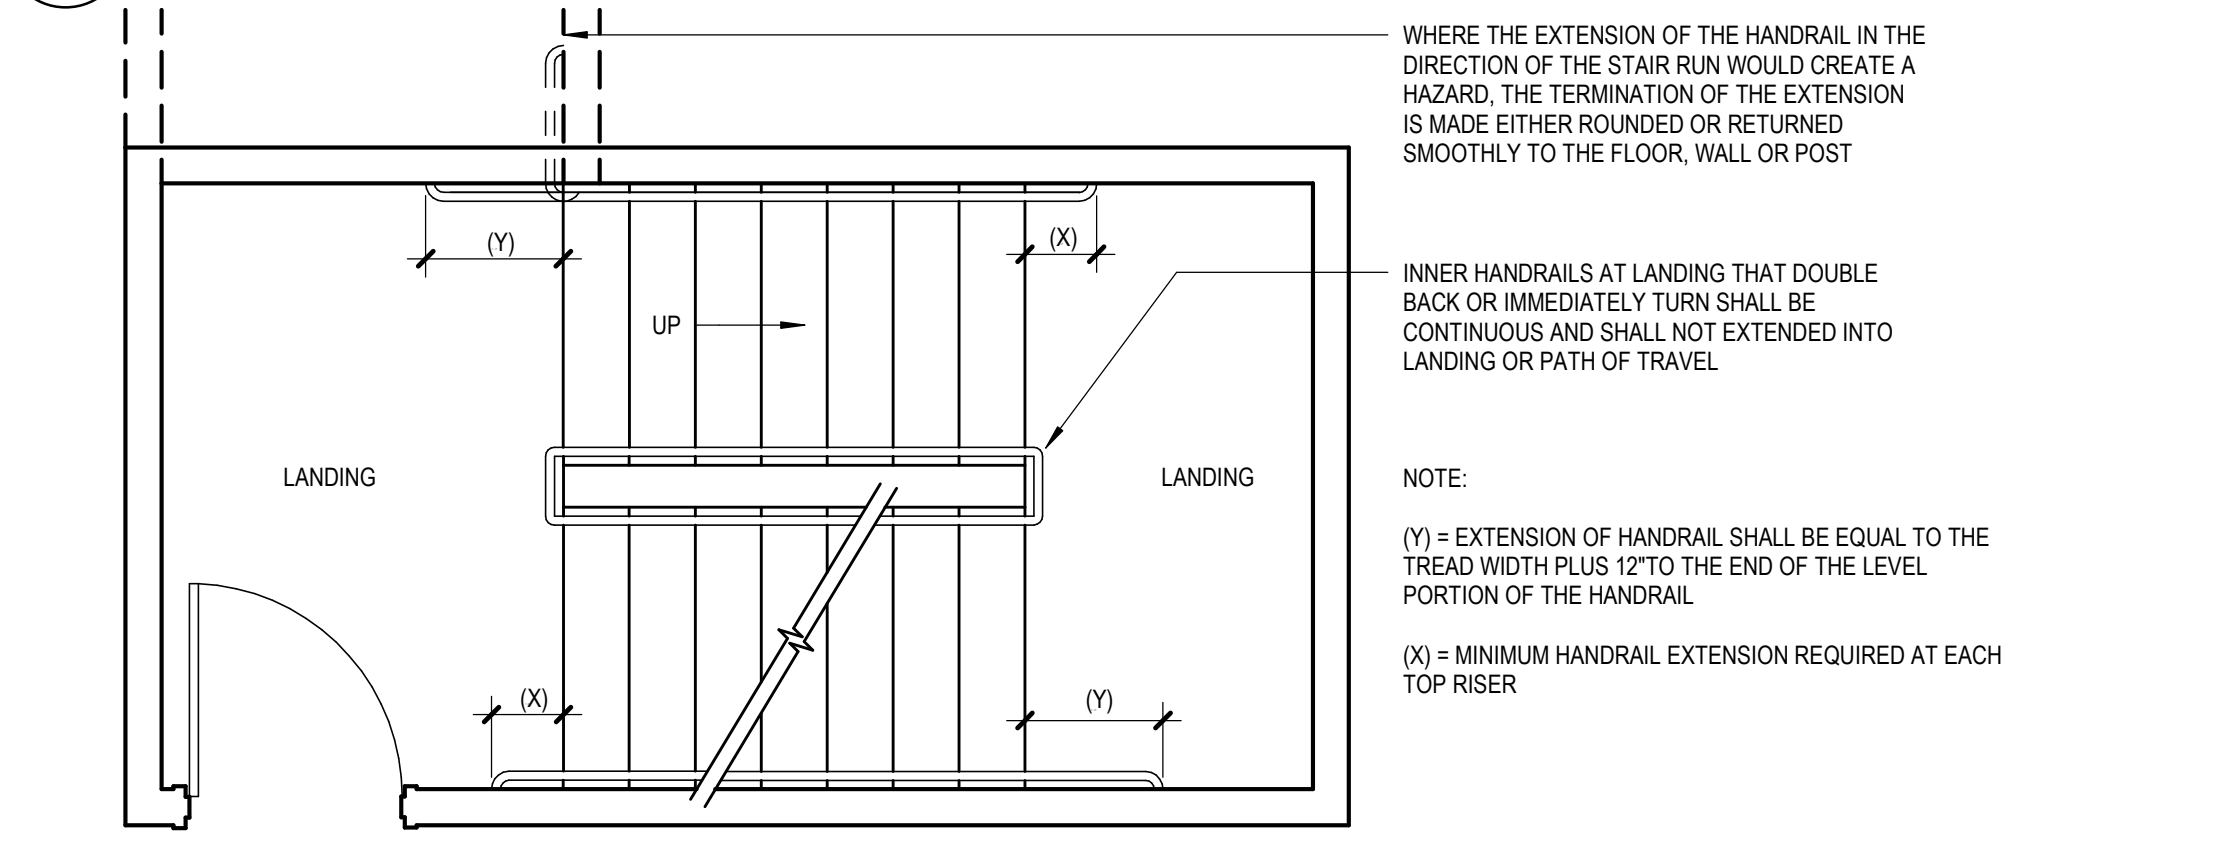 WHERE THE EXTENSION OF THE HANDRAIL IN THE
DIRECTION OF THE STAIR RUN WOULD CREATE A
HAZARD, THE TERMINATION OF THE EXTENSION
IS MADE EITHER ROUNDED OR RETURNED
SMOOTHLY TO THE FLOOR, WALL OR POST
(Y)
(X)
INNER HANDRAILS AT LANDING THAT DOUBLE
BACK OR IMMEDIATELY TURN SHALL BE
CONTINUOUS AND SHALL NOT EXTENDED INTO
LANDING OR PATH OF TRAVEL
UP
LANDING
LANDING
NOTE:
(Y) = EXTENSION OF HANDRAIL SHALL BE EQUAL TO THE
TREAD WIDTH PLUS 12"TO THE END OF THE LEVEL
PORTION OF THE HANDRAIL
(X) = MINIMUM HANDRAIL EXTENSION REQUIRED AT EACH
TOP RISER
(X)
(Y)